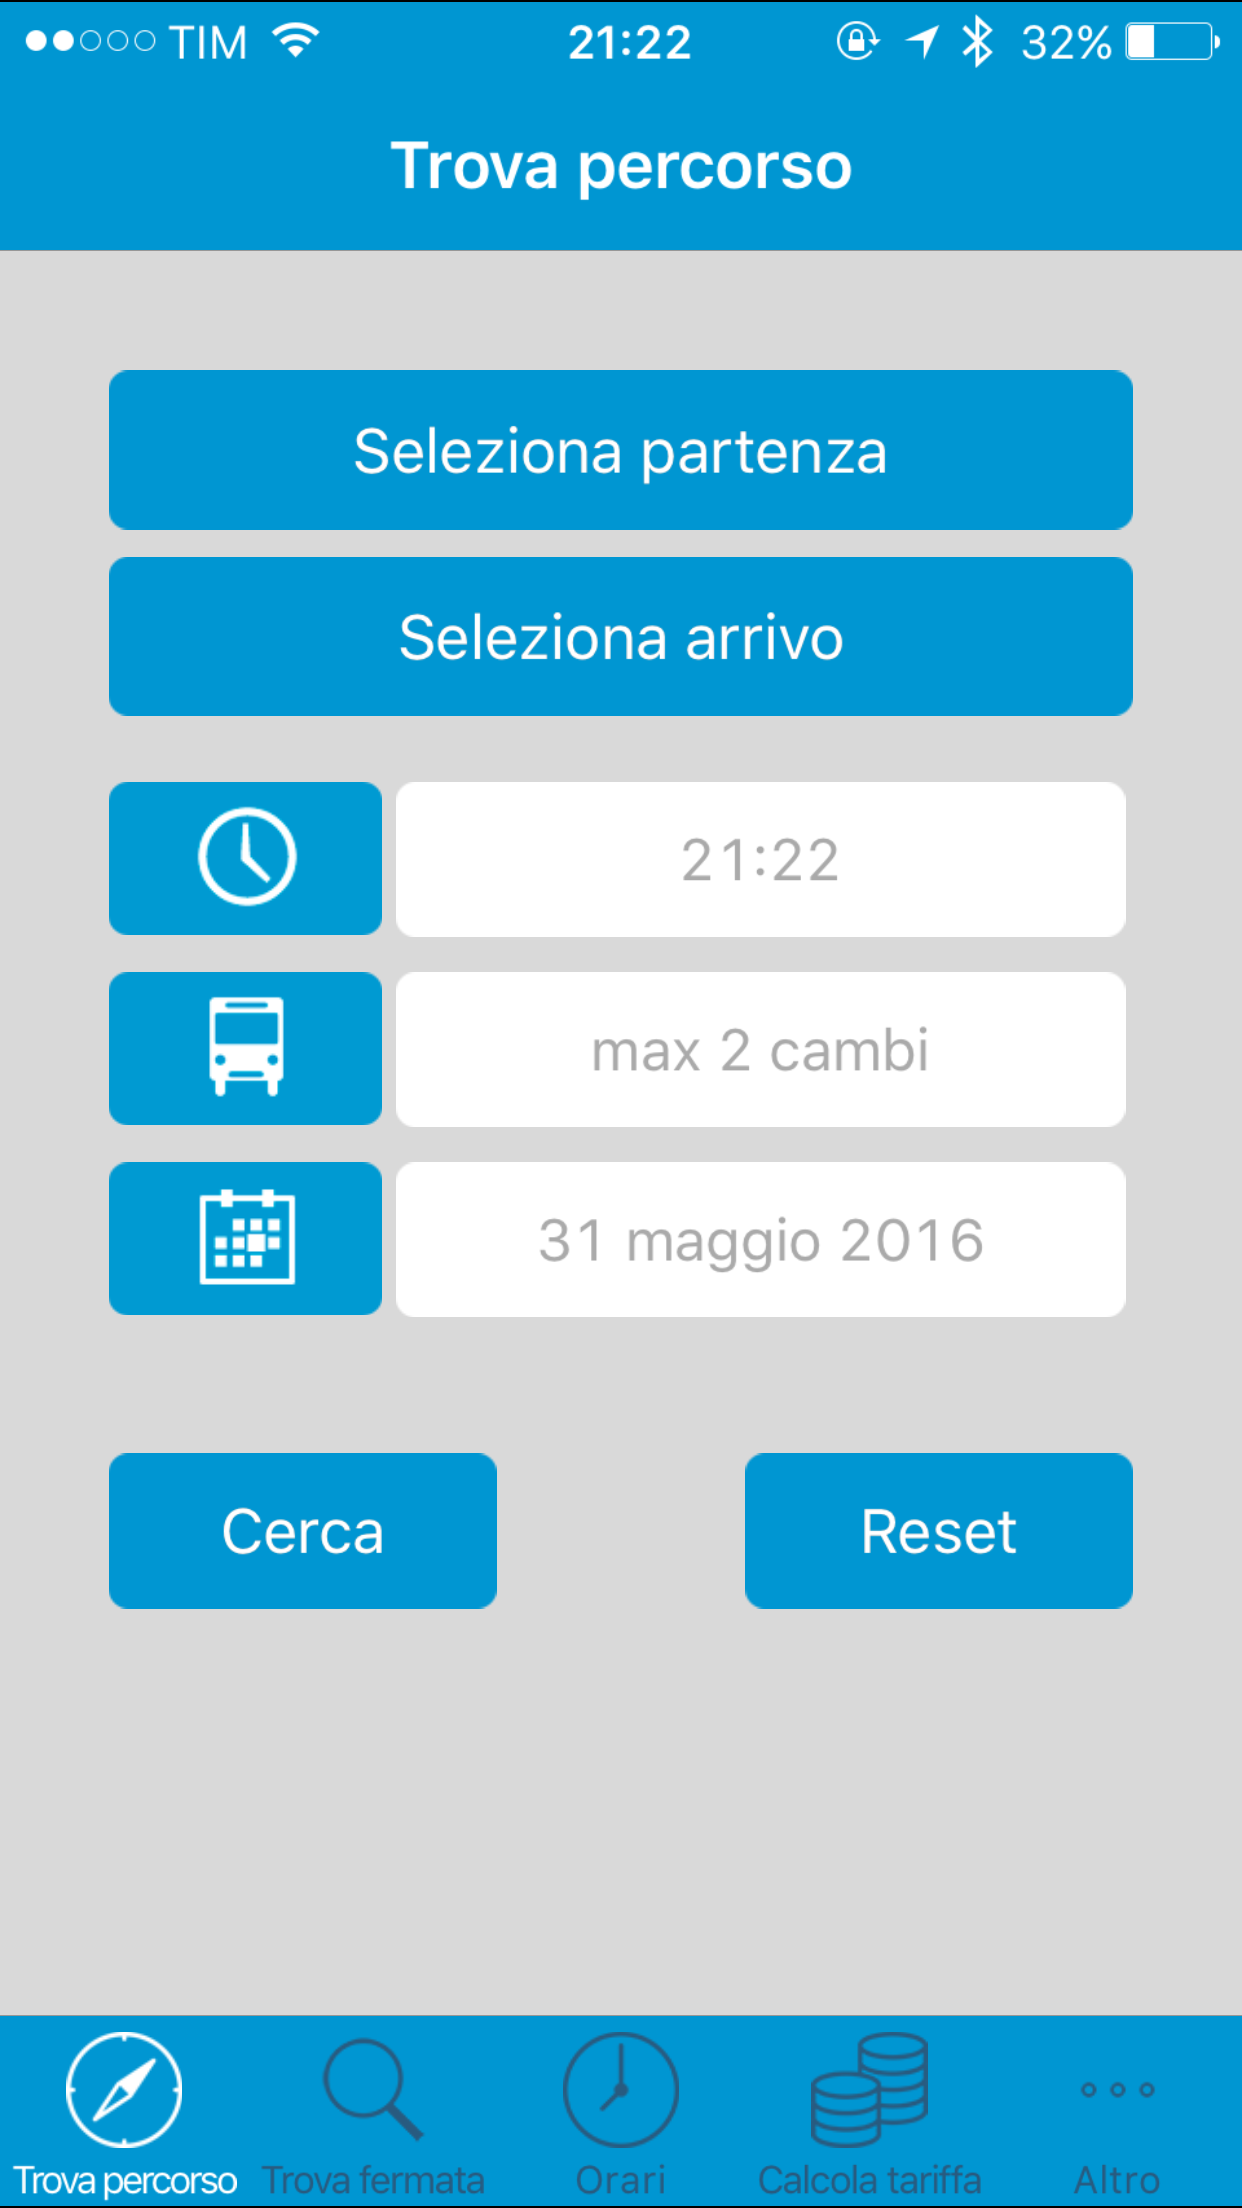 TIM 21:22 32%
Trova percorso
Seleziona partenza
Seleziona arrivo
21:22
max 2 cambi
31 maggio 2016
Cerca Reset
Trova percorso Trova fermata Orari Calcola tariffa Altro